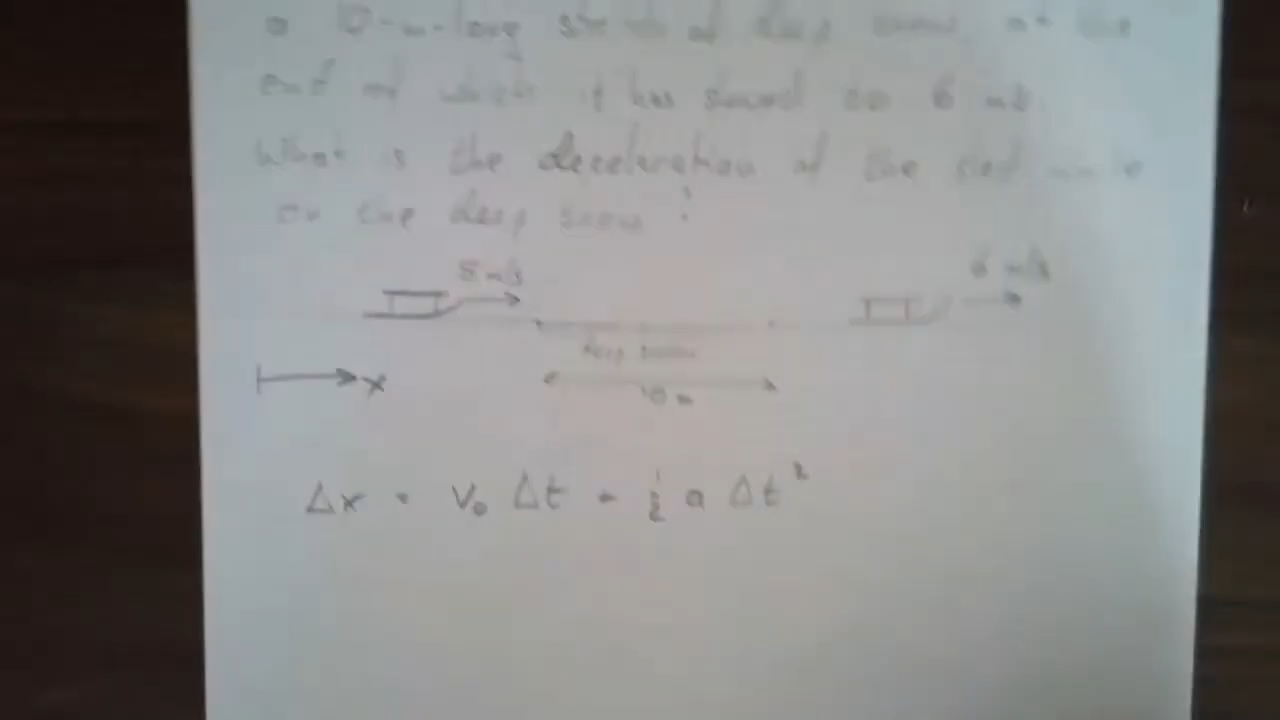 a 10-m-long stretch of deep snow, at the
end of which it has slowed to 6 m/s.
What is the deceleration of the sled while
on the deep snow?
8 m/s 6 m/s
deep snow
x 10 m
Δx = V₀ Δt + ½ a Δt²